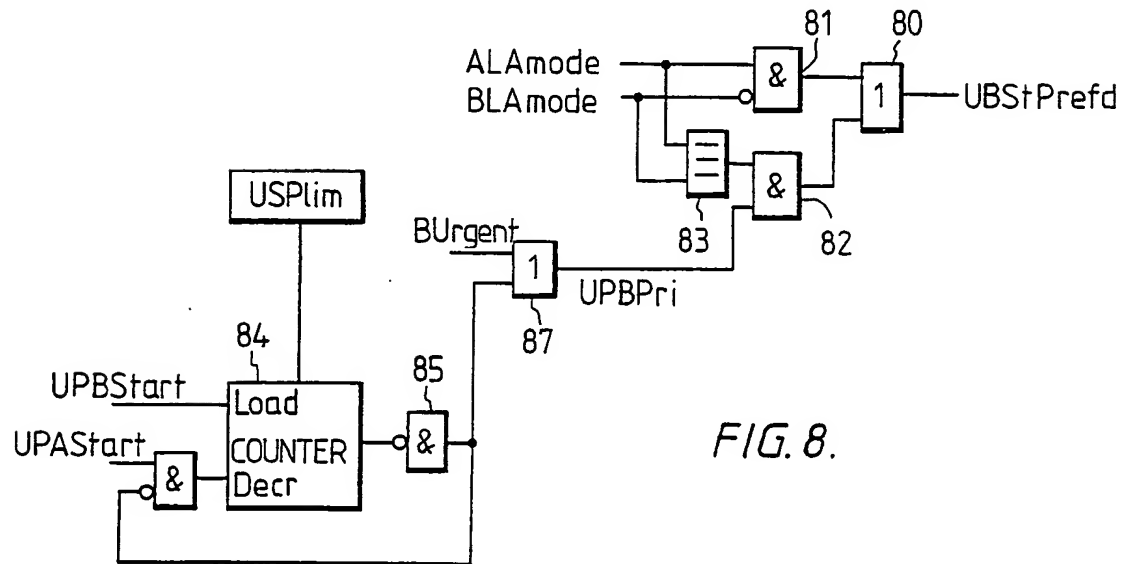 81
80
ALAmode
BLAmode
&
1
UBStPrefd
USPlim
83
&
82
BUrgent
1
UPBPri
87
84
85
UPBStart
Load
&
UPAStart
COUNTER
&
Decr
FIG. 8.